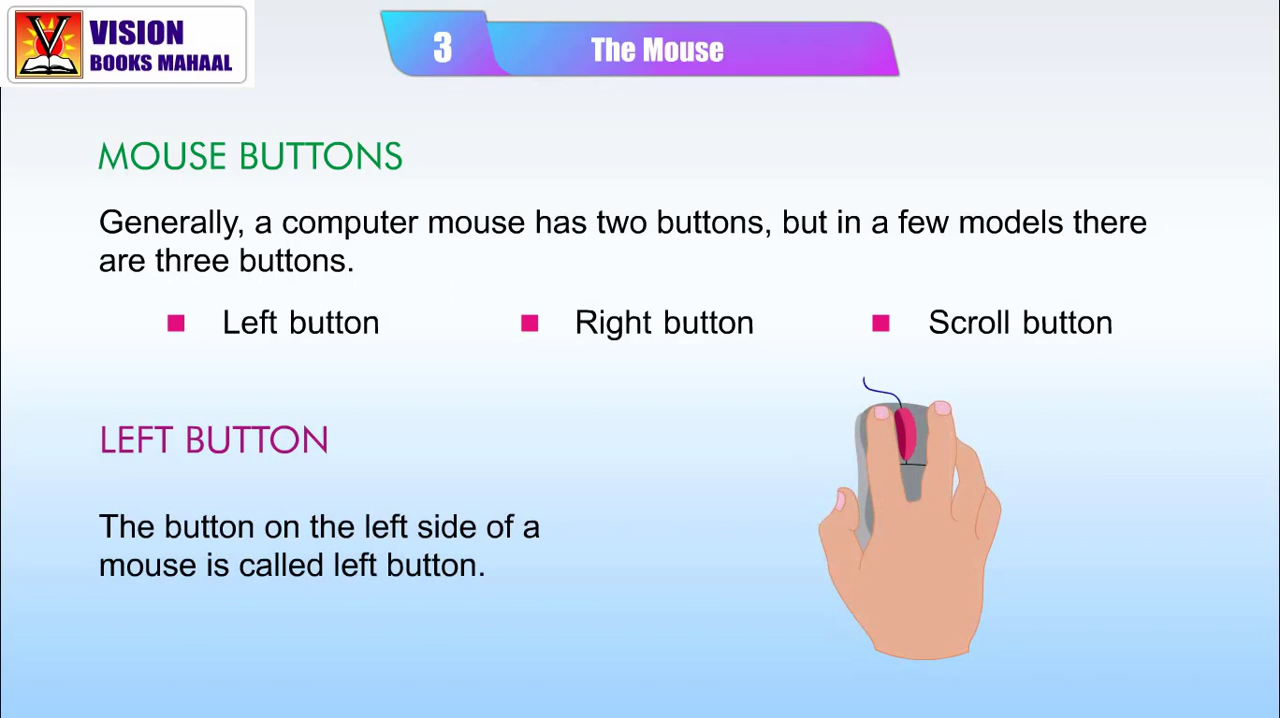 VISION
BOOKS MAHAAL
3
The Mouse
MOUSE BUTTONS
Generally, a computer mouse has two buttons, but in a few models there
are three buttons.
Left button
Right button
Scroll button
LEFT BUTTON
The button on the left side of a
mouse is called left button.